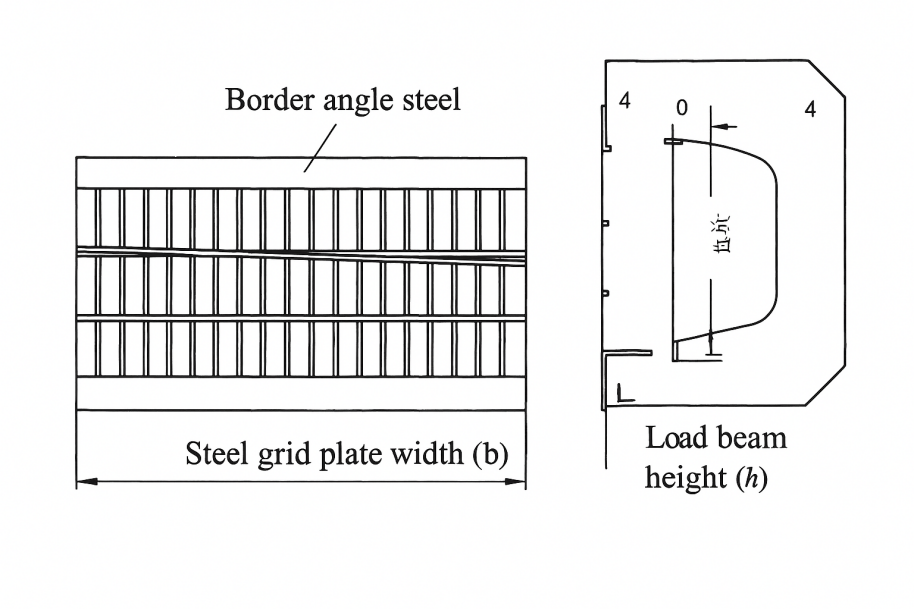 Border angle steel
4
0
4
Steel grid plate width (b)
Load beam
height (h)